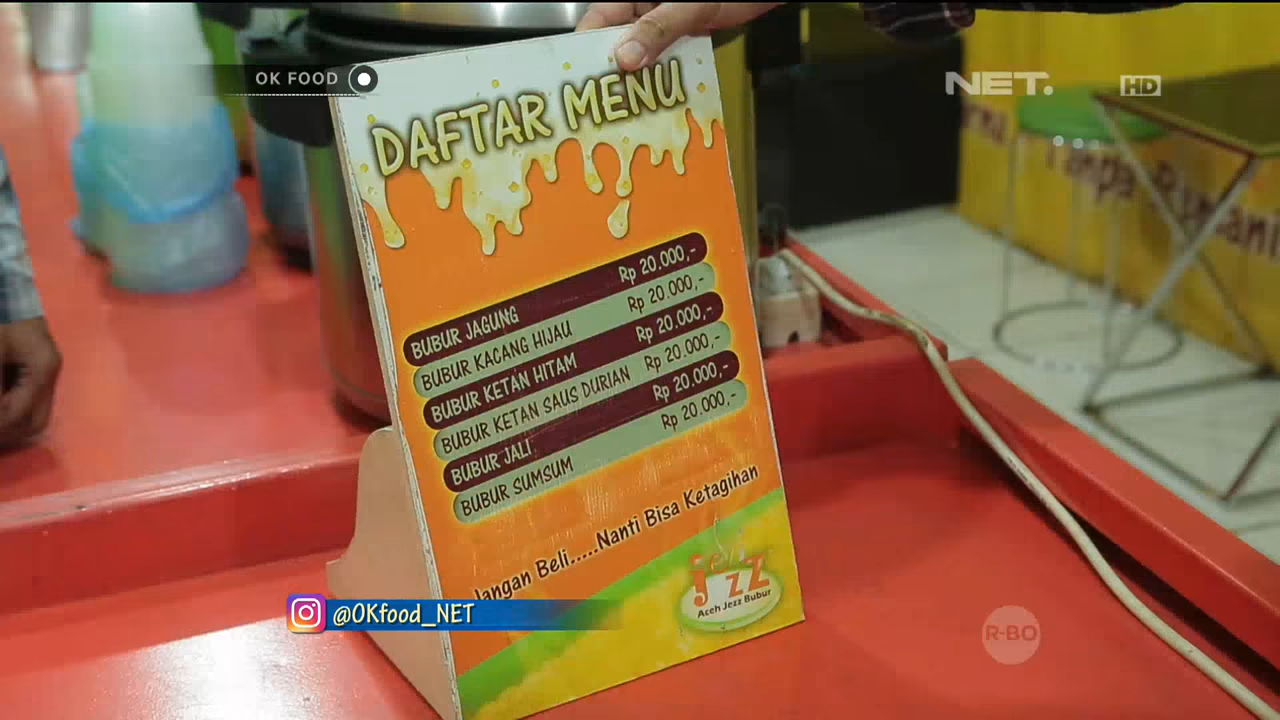 OK FOOD
NET.
HD
DAFTAR MENU
BUBUR JAGUNG Rp 20.000,-
BUBUR KACANG HIJAU Rp 20.000,-
BUBUR KETAN HITAM Rp 20.000,-
BUBUR KETAN SAUS DURIAN Rp 20.000,-
BUBUR JALI Rp 20.000,-
BUBUR SUMSUM Rp 20.000,-
Jangan Beli.....Nanti Bisa Ketagihan
Jezz
Aceh Jezz Bubur
@OKfood_NET
R-BO
Tanpa